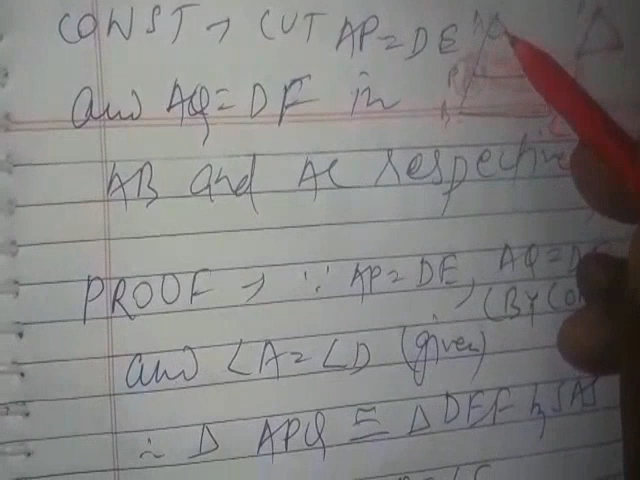 CONST → CUT AP=DE
and AQ=DF in
AB and AC respective
PROOF → ∵ AP=DE, AQ=D
(BY CON
and ∠A=∠D (given)
∴ Δ APQ ≅ Δ DEF by SAS